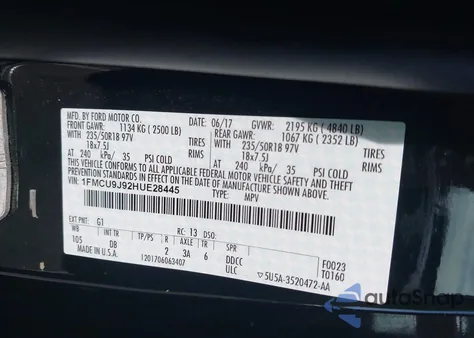 MFD. BY FORD MOTOR CO.
DATE: 06/17 GVWR: 2195 KG ( 4840 LB)
FRONT GAWR: 1134 KG ( 2500 LB) REAR GAWR: 1067 KG ( 2352 LB)
WITH 235/50R18 97V TIRES WITH 235/50R18 97V TIRES
18x7.5J RIMS 18x7.5J RIMS
AT 240 kPa/ 35 PSI COLD AT 240 kPa/ 35 PSI COLD
THIS VEHICLE CONFORMS TO ALL APPLICABLE FEDERAL MOTOR VEHICLE SAFETY AND THEFT
PREVENTION STANDARDS IN EFFECT ON THE DATE OF MANUFACTURE SHOWN ABOVE.
VIN: 1FMCU9J92HUE28445 TYPE: MPV
EXT PNT: G1 RC: 13 DSO:
WB INT TR TP/PS R AXLE TR SPR F0023
105 DB 2 3A 6 DDCC T0160
MADE IN U.S.A. 1201706063407 ULC 5U5A-3520472-AA
autoSnap